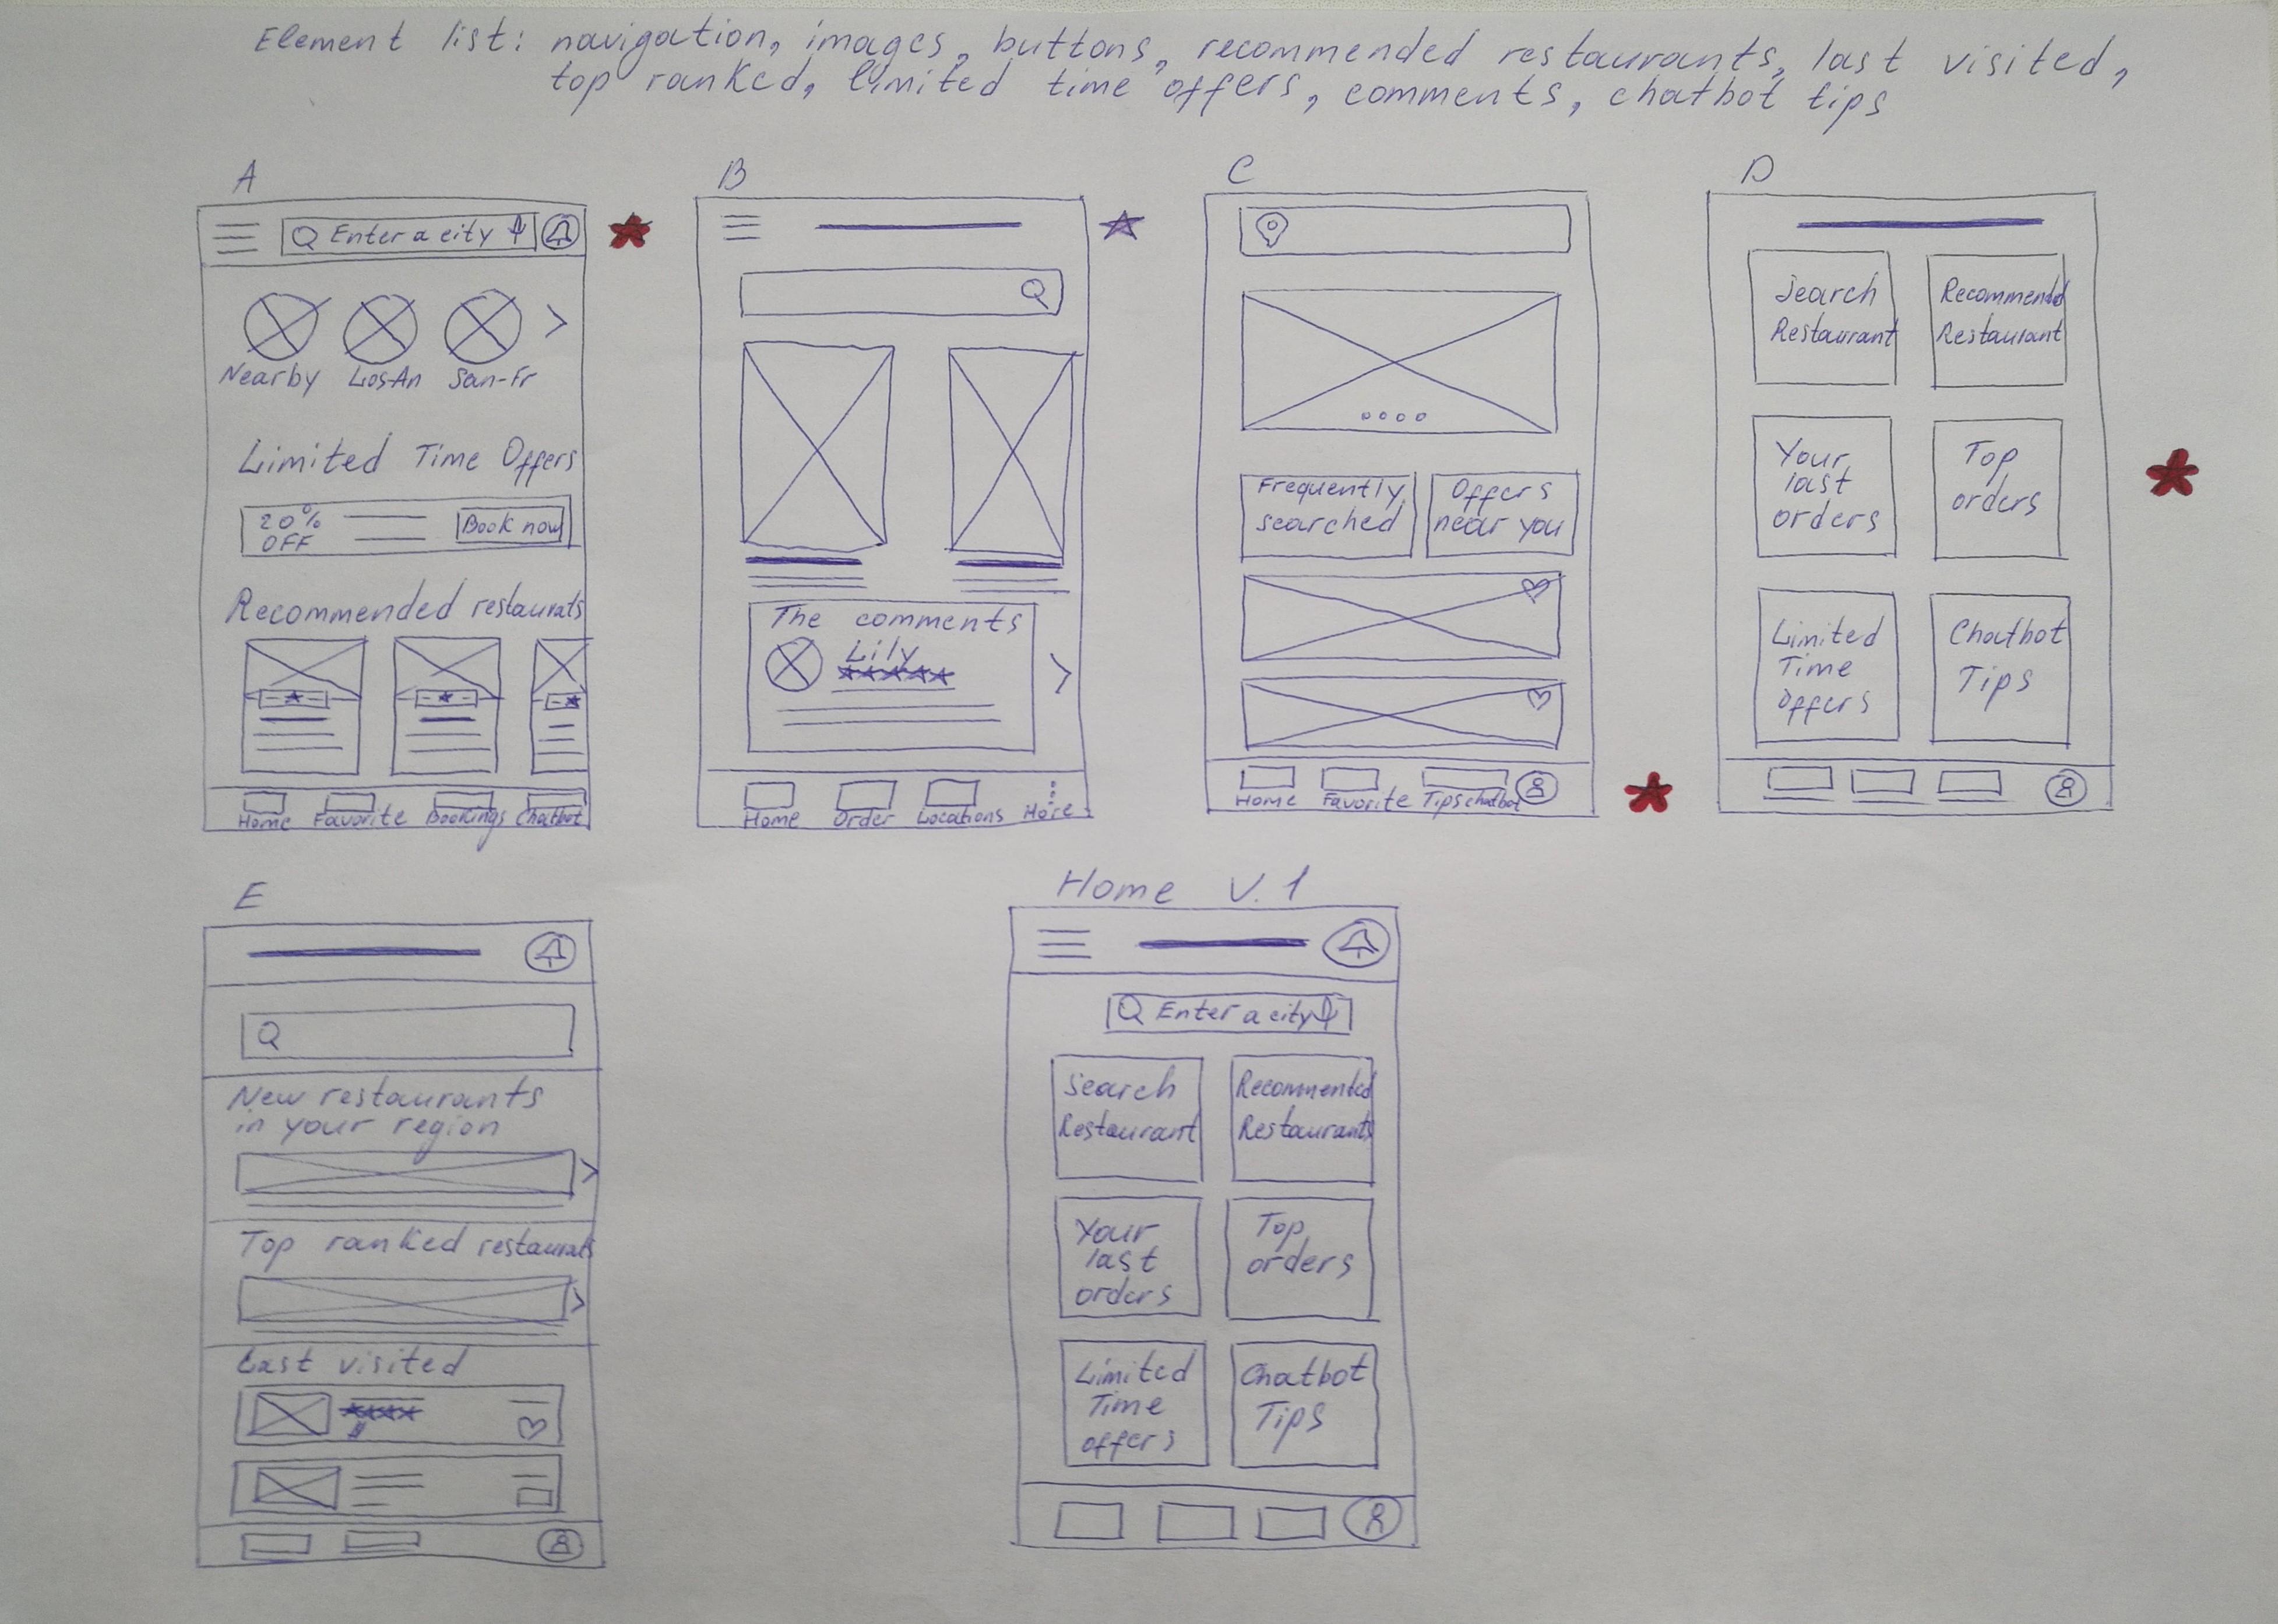 Element list: navigation, images, buttons, recommended restaurants, last visited,
top ranked, limited time offers, comments, chatbot tips
A
Enter a city
Nearby Los-An San-Fr
Limited Time Offers
20%
OFF
Book now
Recommended restaurats
Home Favorite Bookings Chatbot
B
The comments
Lily
Home Order Locations More
C
Frequently
searched
Offers
near you
Home Favorite Tips chatbot
D
Search
Restaurant
Recommended
Restaurant
Your
last
orders
Top
orders
Limited
Time
Offers
Chatbot
Tips
E
New restaurants
in your region
Top ranked restaurats
Last visited
$
Home V.1
Enter a city
Search
Restaurant
Recommended
Restaurants
Your
last
orders
Top
orders
Limited
Time
offers
Chatbot
Tips